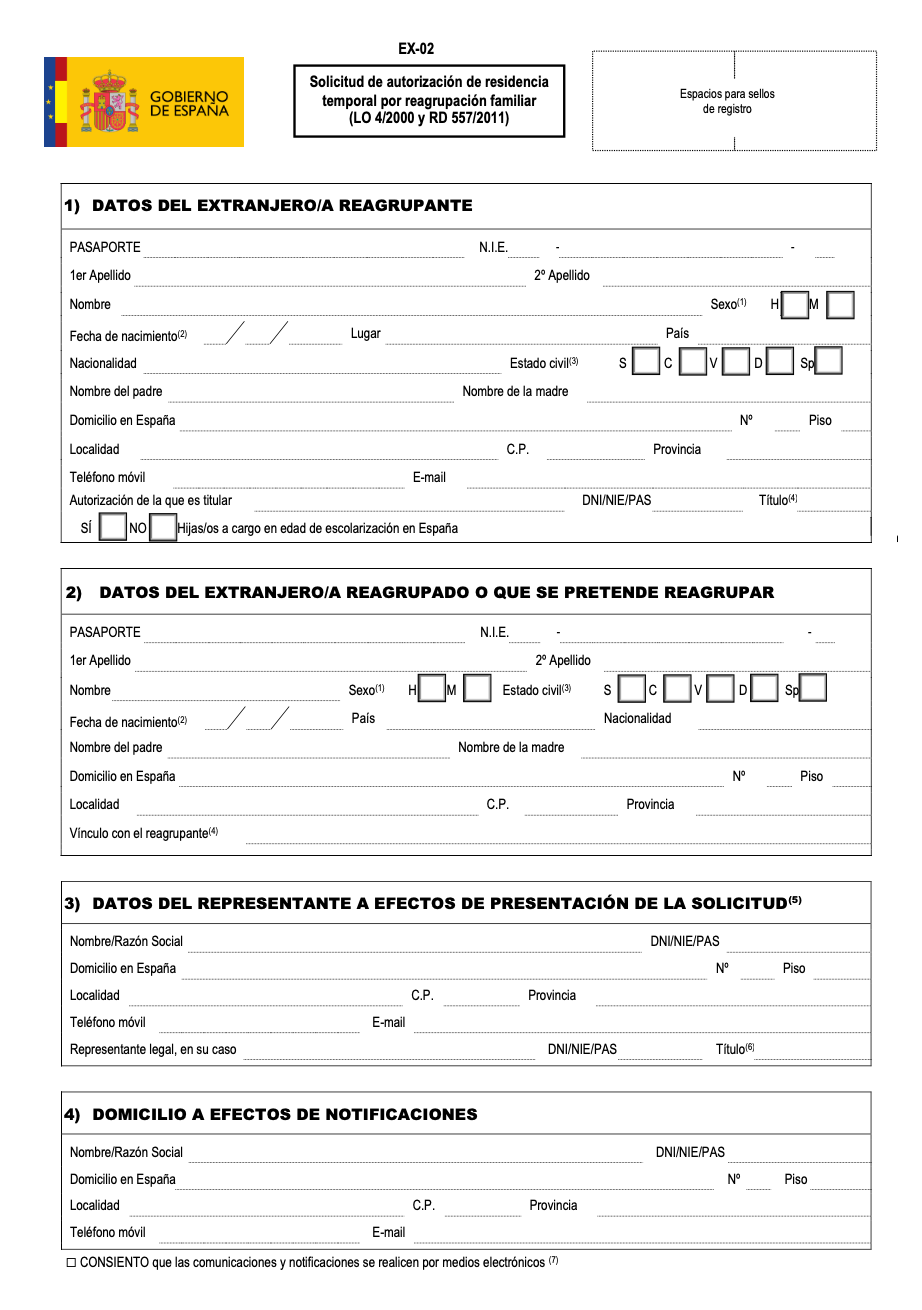 EX-02
GOBIERNO
DE ESPAÑA
Solicitud de autorización de residencia
temporal por reagrupación familiar
(LO 4/2000 y RD 557/2011)
Espacios para sellos
de registro
1) DATOS DEL EXTRANJERO/A REAGRUPANTE
PASAPORTE N.I.E. - -
1er Apellido 2º Apellido
Nombre Sexo(1) H M
Fecha de nacimiento(2) / / Lugar País
Nacionalidad Estado civil(3) S C V D Sp
Nombre del padre Nombre de la madre
Domicilio en España Nº Piso
Localidad C.P. Provincia
Teléfono móvil E-mail
Autorización de la que es titular DNI/NIE/PAS Título(4)
SÍ NO Hijas/os a cargo en edad de escolarización en España
2) DATOS DEL EXTRANJERO/A REAGRUPADO O QUE SE PRETENDE REAGRUPAR
PASAPORTE N.I.E. - -
1er Apellido 2º Apellido
Nombre Sexo(1) H M Estado civil(3) S C V D Sp
Fecha de nacimiento(2) / / País Nacionalidad
Nombre del padre Nombre de la madre
Domicilio en España Nº Piso
Localidad C.P. Provincia
Vínculo con el reagrupante(4)
3) DATOS DEL REPRESENTANTE A EFECTOS DE PRESENTACIÓN DE LA SOLICITUD(5)
Nombre/Razón Social DNI/NIE/PAS
Domicilio en España Nº Piso
Localidad C.P. Provincia
Teléfono móvil E-mail
Representante legal, en su caso DNI/NIE/PAS Título(6)
4) DOMICILIO A EFECTOS DE NOTIFICACIONES
Nombre/Razón Social DNI/NIE/PAS
Domicilio en España Nº Piso
Localidad C.P. Provincia
Teléfono móvil E-mail
□ CONSIENTO que las comunicaciones y notificaciones se realicen por medios electrónicos (7)